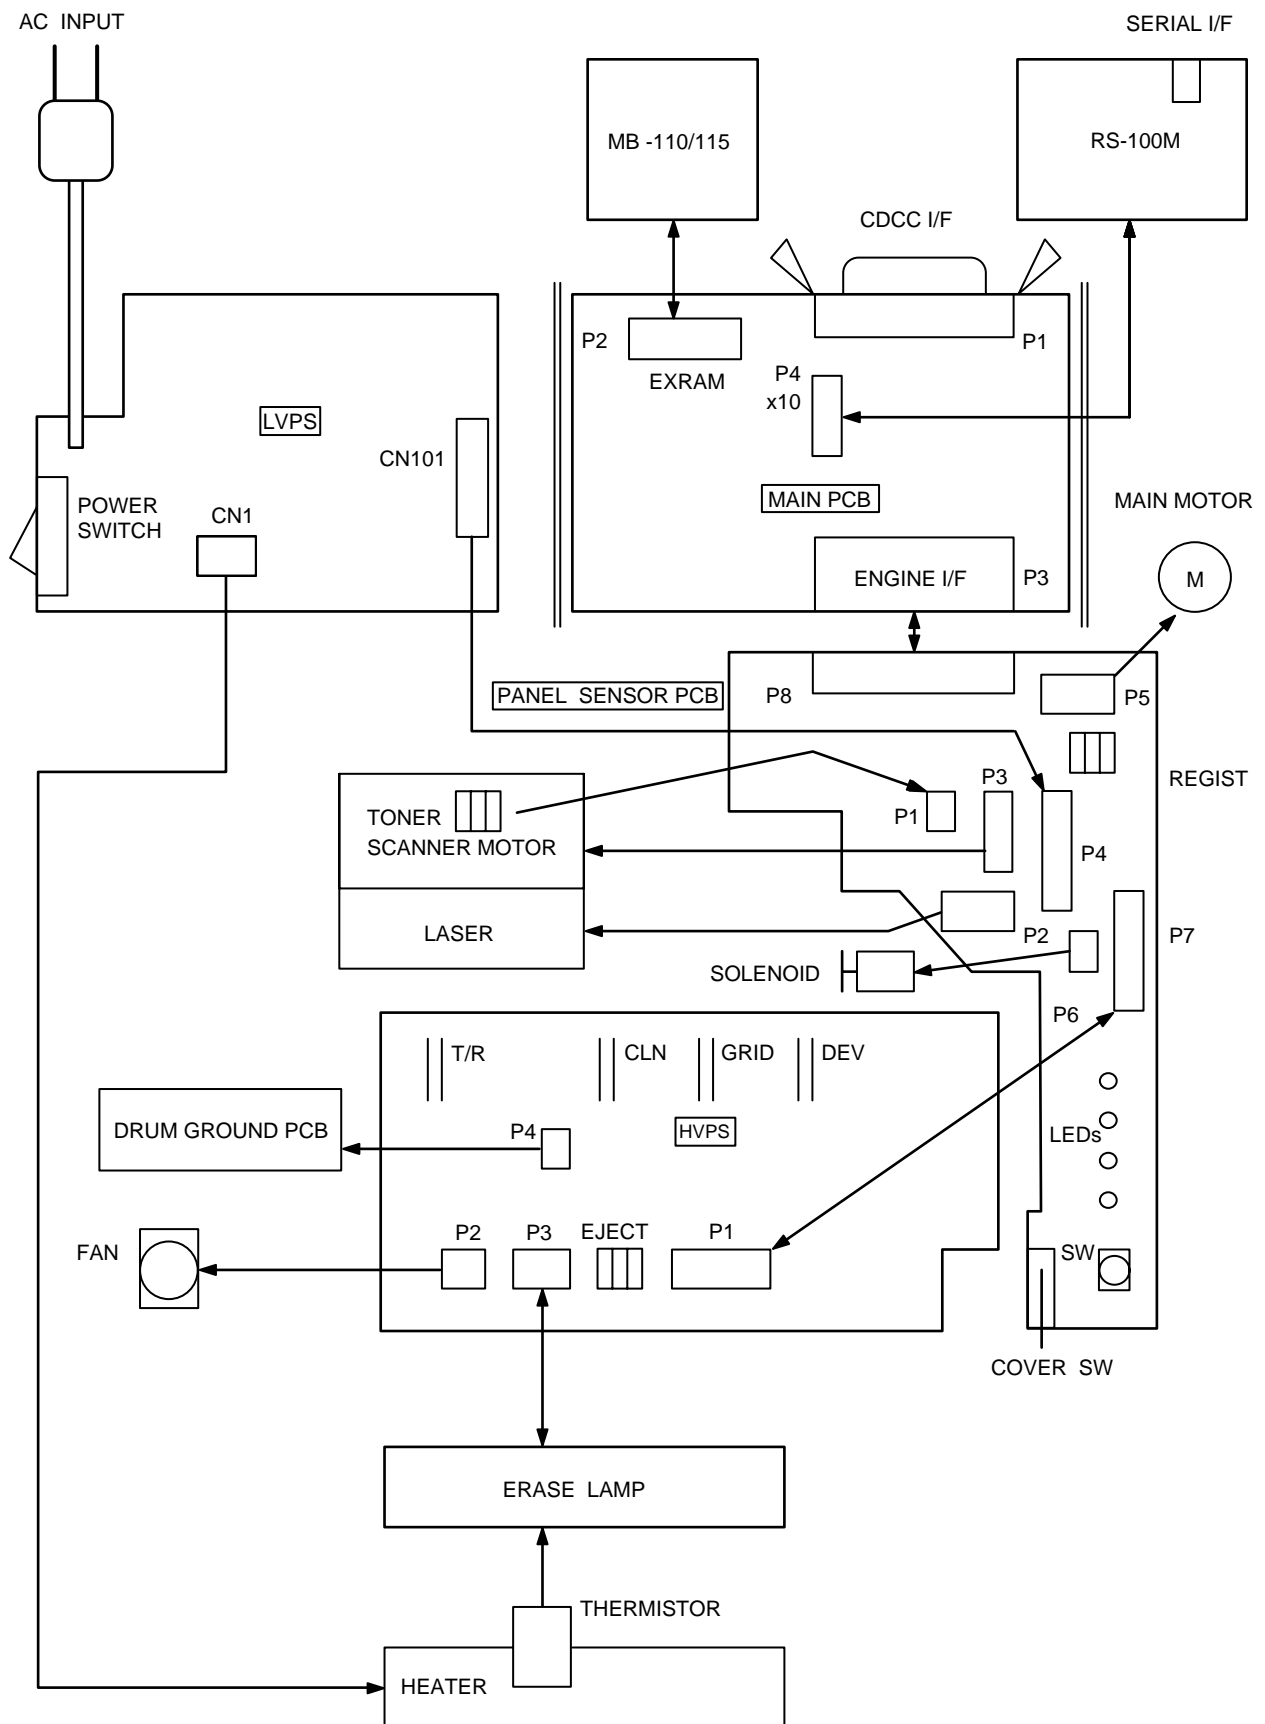 AC INPUT
SERIAL I/F
MB -110/115
RS-100M
CDCC I/F
P2
EXRAM
P1
P4
x10
LVPS
CN101
MAIN PCB
POWER
SWITCH
CN1
MAIN MOTOR
ENGINE I/F
P3
M
PANEL SENSOR PCB
P8
P5
REGIST
P3
TONER
P1
SCANNER MOTOR
P4
LASER
P2
P7
SOLENOID
P6
T/R
CLN
GRID
DEV
DRUM GROUND PCB
P4
HVPS
LEDs
P2
P3
EJECT
P1
FAN
SW
COVER SW
ERASE LAMP
THERMISTOR
HEATER